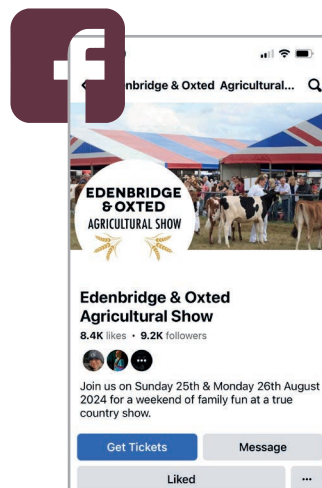 enbridge & Oxted Agricultural...
EDENBRIDGE
& OXTED
AGRICULTURAL SHOW
Edenbridge & Oxted
Agricultural Show
8.4K likes • 9.2K followers
Join us on Sunday 25th & Monday 26th August
2024 for a weekend of family fun at a true
country show.
Get Tickets
Message
Liked
...